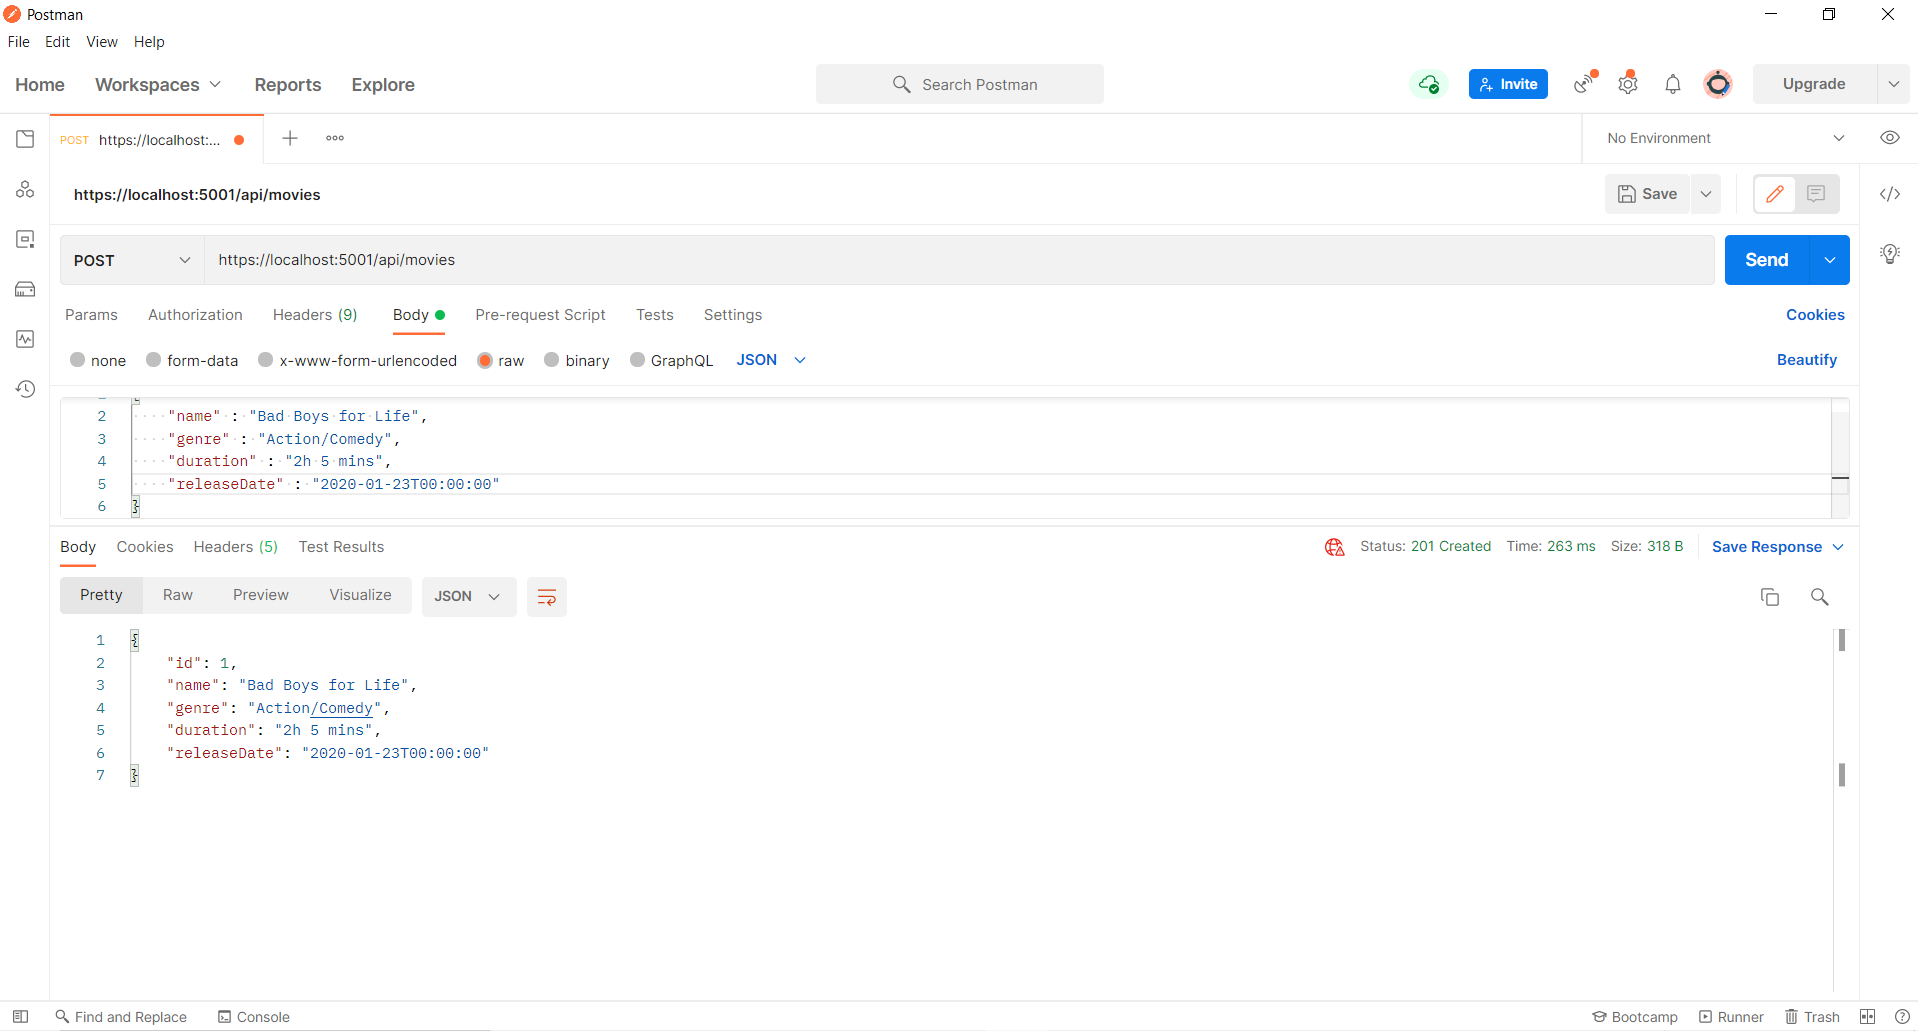 Postman
File Edit View Help
Home Workspaces Reports Explore Search Postman Invite Upgrade
POST https://localhost:... No Environment
https://localhost:5001/api/movies Save
POST https://localhost:5001/api/movies Send
Params Authorization Headers (9) Body Pre-request Script Tests Settings Cookies
none form-data x-www-form-urlencoded raw binary GraphQL JSON Beautify
2 "name" : "Bad Boys for Life",
3 "genre" : "Action/Comedy",
4 "duration" : "2h 5 mins",
5 "releaseDate" : "2020-01-23T00:00:00"
6 }
Body Cookies Headers (5) Test Results Status: 201 Created Time: 263 ms Size: 318 B Save Response
Pretty Raw Preview Visualize JSON
1 {
2 "id": 1,
3 "name": "Bad Boys for Life",
4 "genre": "Action/Comedy",
5 "duration": "2h 5 mins",
6 "releaseDate": "2020-01-23T00:00:00"
7 }
Find and Replace Console Bootcamp Runner Trash